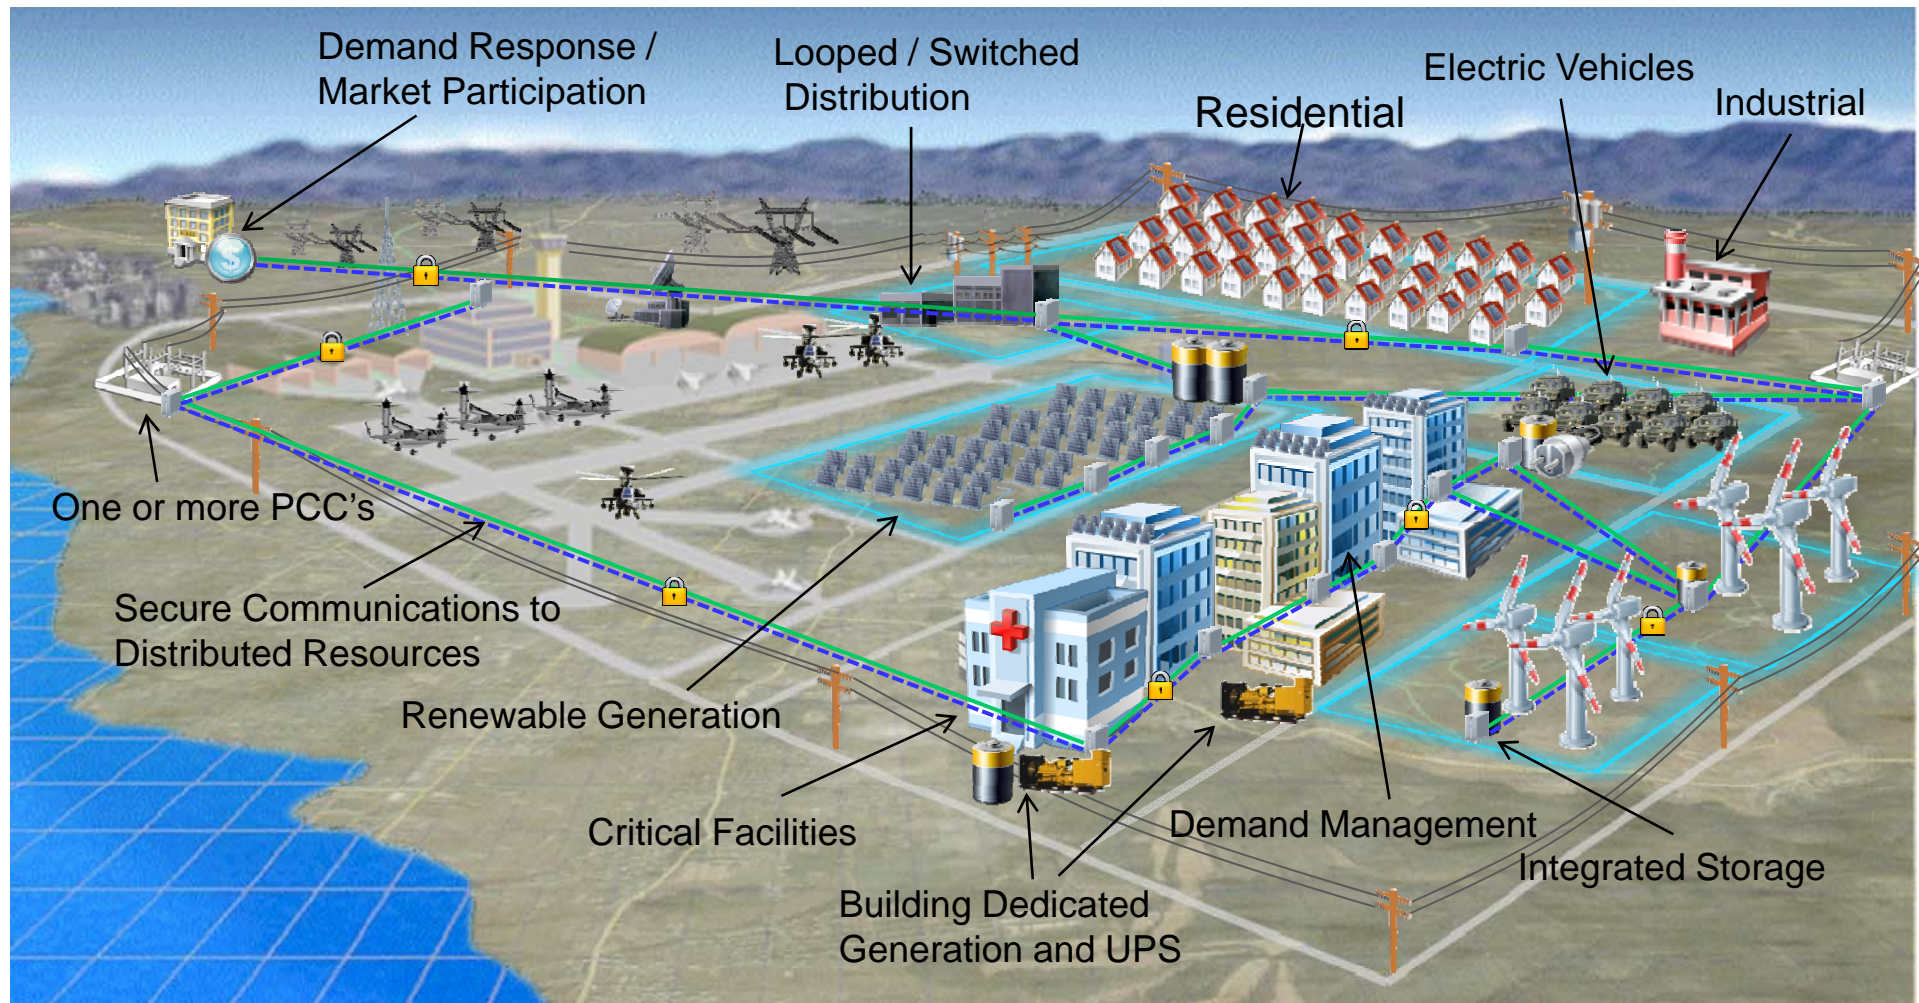 Demand Response /
Market Participation
Looped / Switched
Distribution
Electric Vehicles
Residential
Industrial
One or more PCC's
Secure Communications to
Distributed Resources
Renewable Generation
Critical Facilities
Demand Management
Integrated Storage
Building Dedicated
Generation and UPS
$